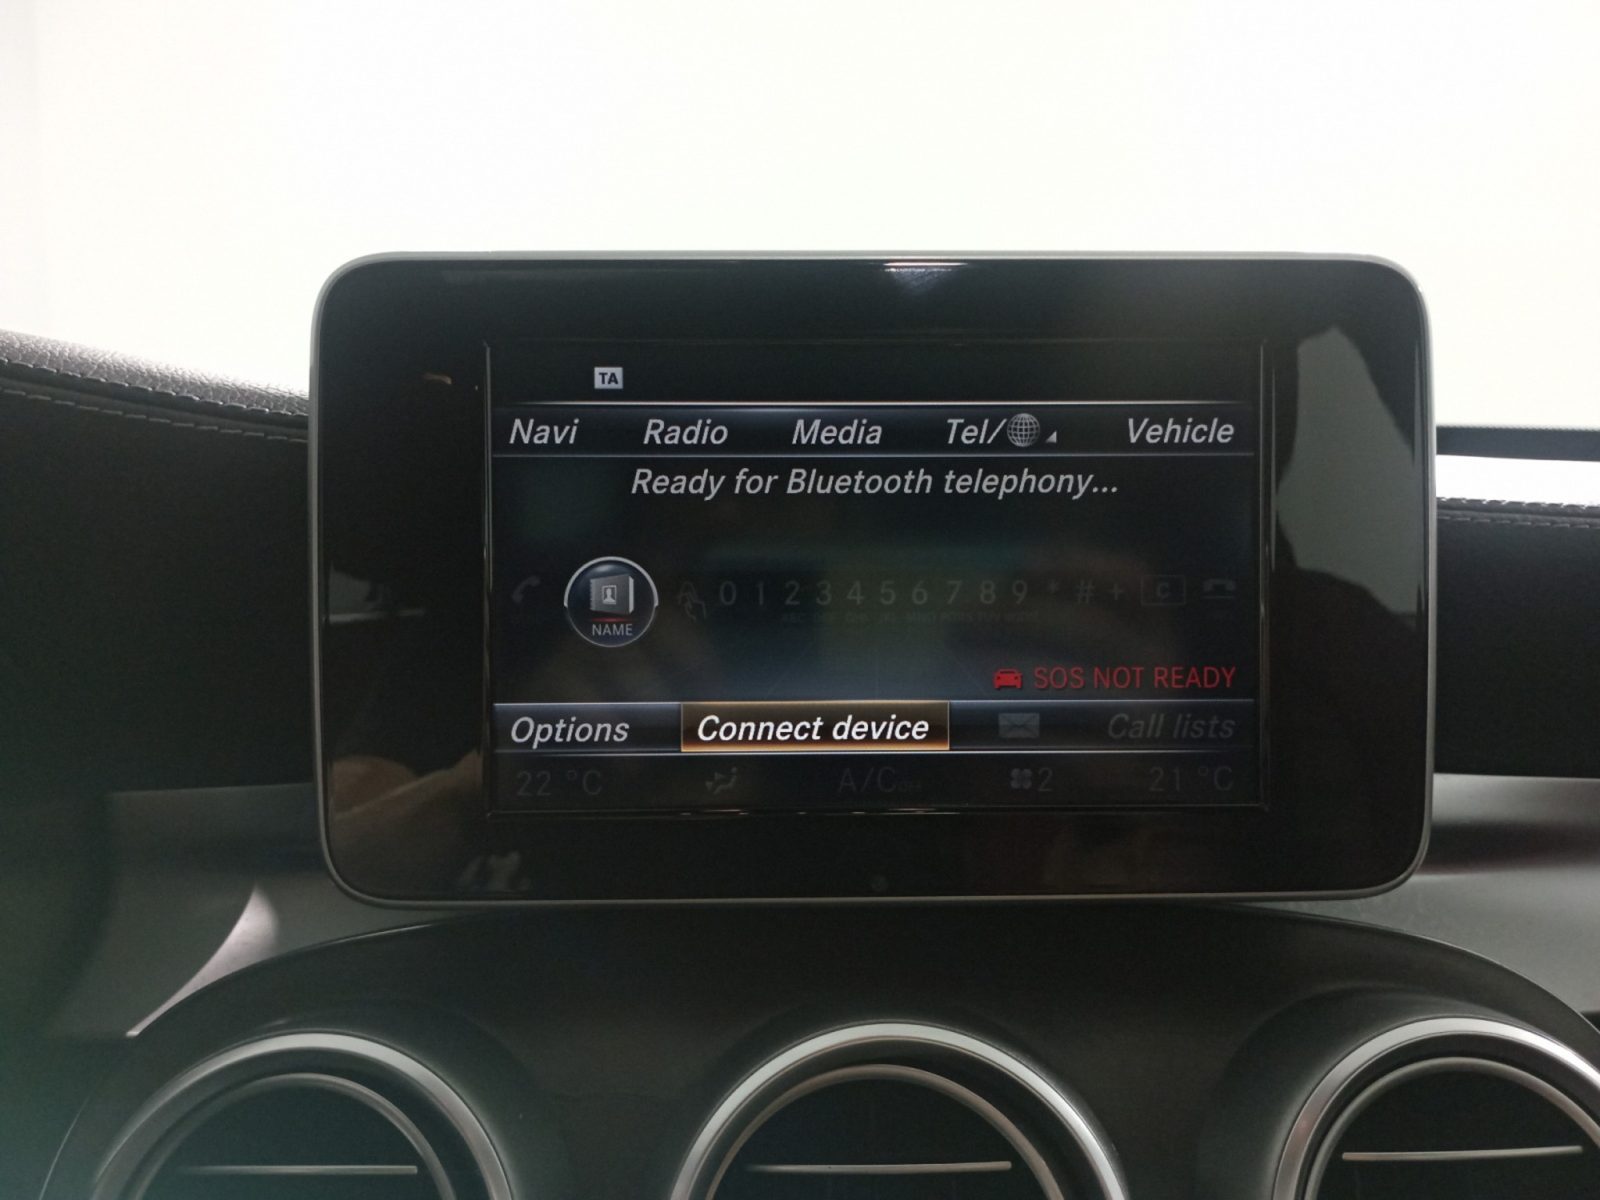 TA
Navi Radio Media Tel/ Vehicle
Ready for Bluetooth telephony...
0 1 2 3 4 5 6 7 8 9 * # + C
NAME
SOS NOT READY
Options Connect device Call lists
22 °C A/C 2 21 °C